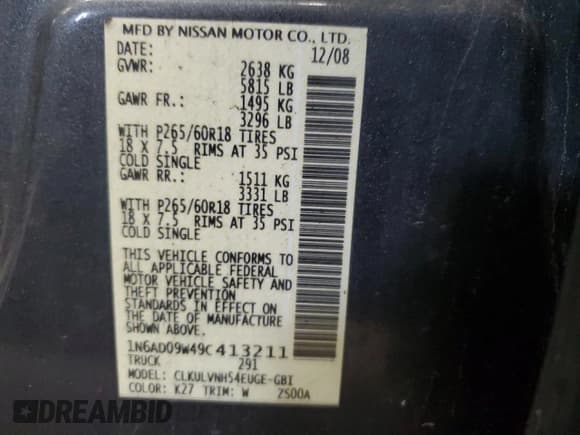 MFD BY NISSAN MOTOR CO., LTD.
DATE: 12/08
GVWR: 2638 KG
5815 LB
GAWR FR.: 1495 KG
3296 LB
WITH P265/60R18 TIRES
18 X 7.5 RIMS AT 35 PSI
COLD SINGLE
GAWR RR.: 1511 KG
3331 LB
WITH P265/60R18 TIRES
18 X 7.5 RIMS AT 35 PSI
COLD SINGLE
THIS VEHICLE CONFORMS TO
ALL APPLICABLE FEDERAL
MOTOR VEHICLE SAFETY AND
THEFT PREVENTION
STANDARDS IN EFFECT ON
THE DATE OF MANUFACTURE
SHOWN ABOVE.
1N6AD09W49C413211
TRUCK 291
MODEL: CLKULVNH54EUGE-GBI
COLOR: K27 TRIM: W 2S00A
DREAMBID